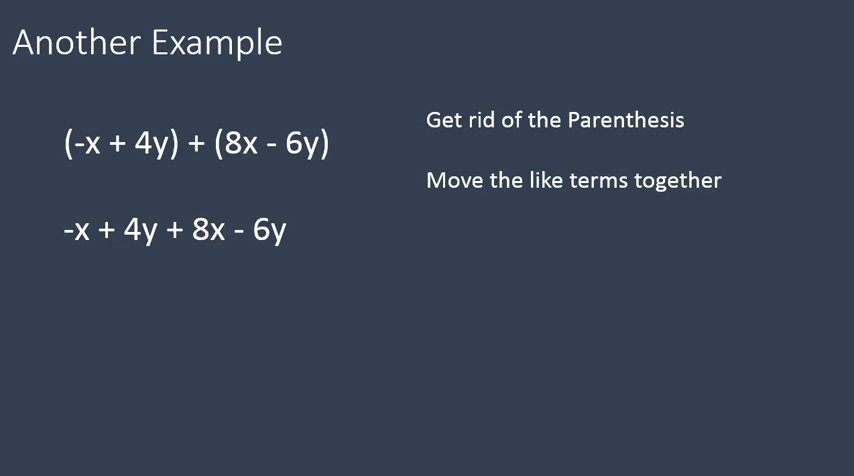 Another Example
(-x + 4y) + (8x - 6y)
Get rid of the Parenthesis
Move the like terms together
-x + 4y + 8x - 6y